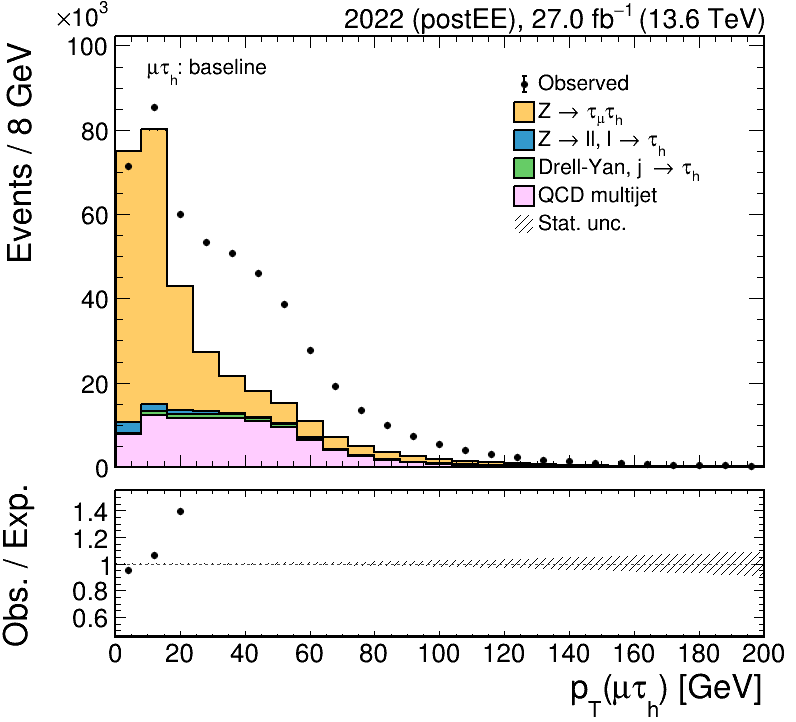 ×10³ 2022 (postEE), 27.0 fb⁻¹ (13.6 TeV)
Events / 8 GeV
100
80
60
40
20
0
μτₕ: baseline
Observed
Z → τ_μτₕ
Z → ll, l → τₕ
Drell-Yan, j → τₕ
QCD multijet
Stat. unc.
Obs. / Exp.
1.4
1.2
1
0.8
0.6
0 20 40 60 80 100 120 140 160 180 200
p_T(μτₕ) [GeV]